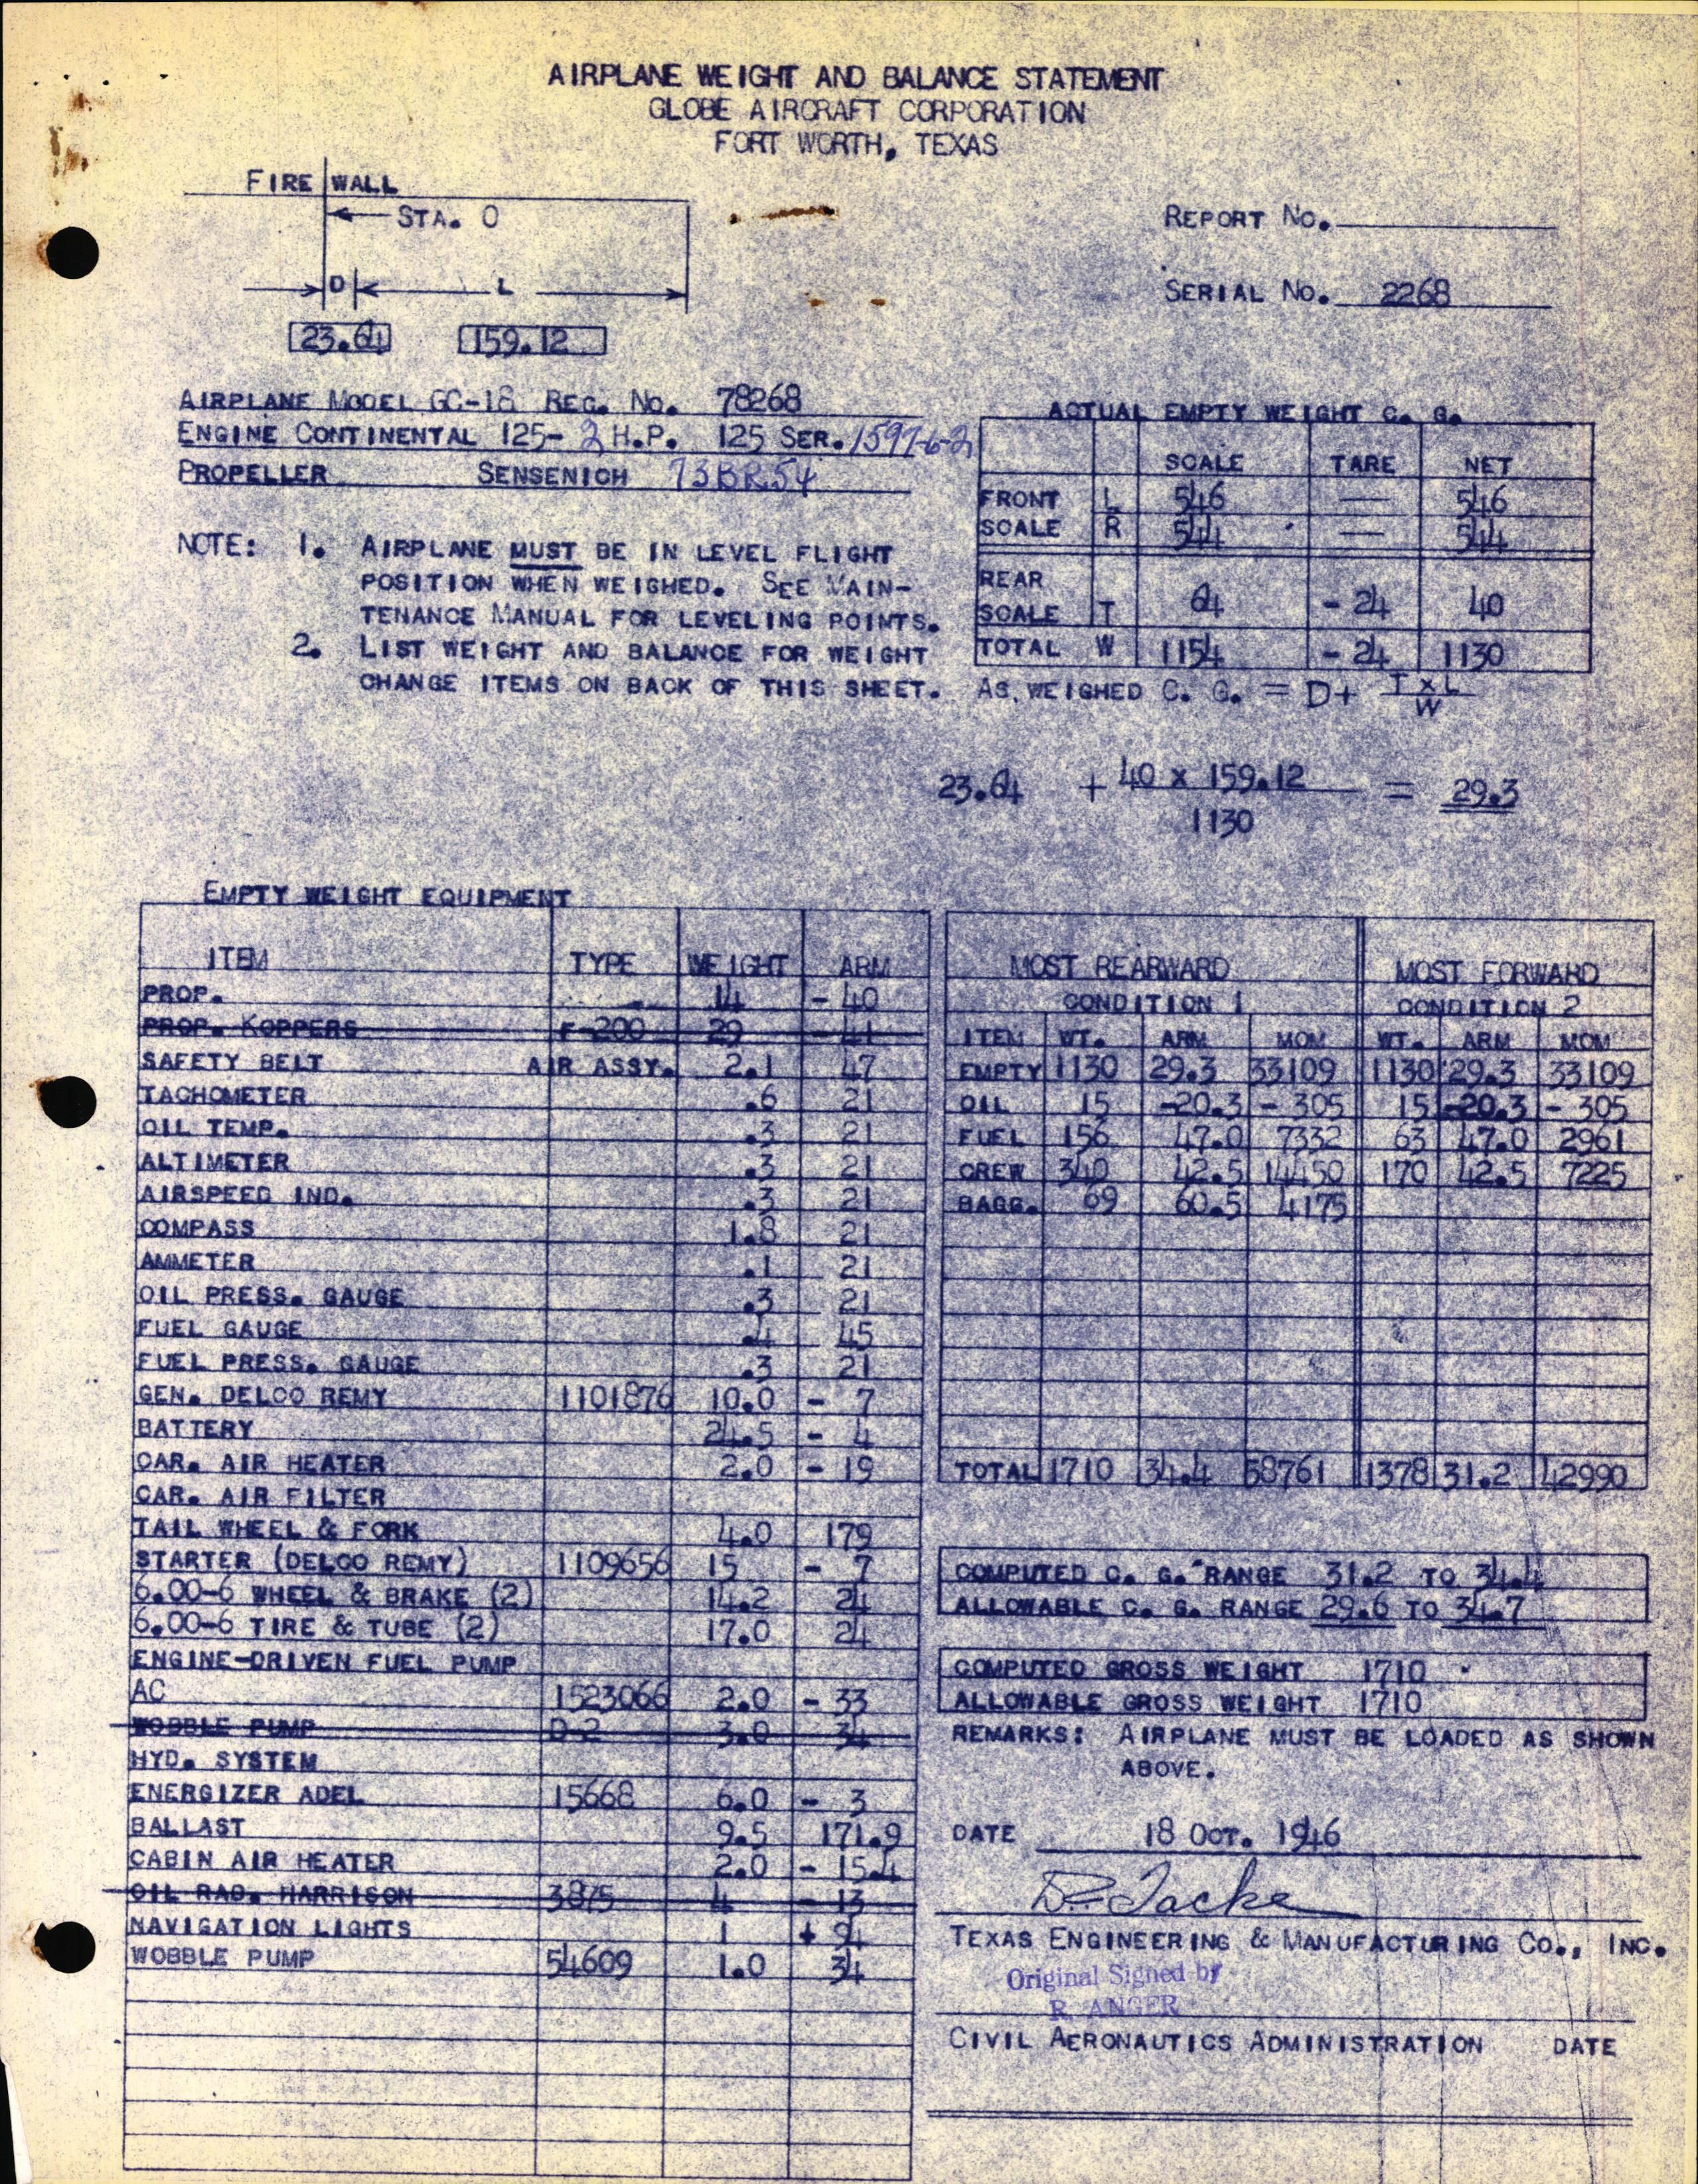 AIRPLANE WEIGHT AND BALANCE STATEMENT
GLOBE AIRCRAFT CORPORATION
FORT WORTH, TEXAS
FIRE WALL
STA. 0
D L
23.64 159.12
REPORT NO.
SERIAL NO. 2268
AIRPLANE MODEL GC-1B REG. NO. 78268
ENGINE CONTINENTAL 125-2 H.P. 125 SER. 1597-6-2
PROPELLER SENSENICH 73BR54
NOTE: 1. AIRPLANE MUST BE IN LEVEL FLIGHT
POSITION WHEN WEIGHED. SEE MAIN-
TENANCE MANUAL FOR LEVELING POINTS.
2. LIST WEIGHT AND BALANCE FOR WEIGHT
CHANGE ITEMS ON BACK OF THIS SHEET.
ACTUAL EMPTY WEIGHT C. G.
SCALE TARE NET
FRONT L 546 — 546
SCALE R 544 — 544
REAR
SCALE T 64 - 24 40
TOTAL W 1154 - 24 1130
AS WEIGHED C. G. = D+ T x L
W
23.64 + 40 x 159.12 = 29.3
1130
EMPTY WEIGHT EQUIPMENT
ITEM TYPE WEIGHT ARM
PROP. 14 - 40
PROP. KOPPERS F-200 29 - 41
SAFETY BELT AIR ASSY. 2.1 47
TACHOMETER .6 21
OIL TEMP. .3 21
ALTIMETER .3 21
AIRSPEED IND. .3 21
COMPASS 1.8 21
AMMETER .1 21
OIL PRESS. GAUGE .3 21
FUEL GAUGE .4 45
FUEL PRESS. GAUGE .3 21
GEN. DELCO REMY 1101876 10.0 - 7
BATTERY 24.5 - 4
CAR. AIR HEATER 2.0 - 19
CAR. AIR FILTER
TAIL WHEEL & FORK 4.0 179
STARTER (DELCO REMY) 1109656 15 - 7
6.00-6 WHEEL & BRAKE (2) 14.2 24
6.00-6 TIRE & TUBE (2) 17.0 24
ENGINE-DRIVEN FUEL PUMP
AC 1523066 2.0 - 33
WOBBLE PUMP D-2 3.0 34
HYD. SYSTEM
ENERGIZER ADEL 15668 6.0 - 3
BALLAST 9.5 171.9
CABIN AIR HEATER 2.0 - 15.4
OIL RAD. HARRISON 3875 4 - 13
NAVIGATION LIGHTS 1 + 94
WOBBLE PUMP 54609 1.0 34
MOST REARWARD MOST FORWARD
CONDITION 1 CONDITION 2
ITEM WT. ARM MOM WT. ARM MOM
EMPTY 1130 29.3 33109 1130 29.3 33109
OIL 15 -20.3 - 305 15 -20.3 - 305
FUEL 156 47.0 7332 63 47.0 2961
CREW 340 42.5 14450 170 42.5 7225
BAGG. 69 60.5 4175
TOTAL 1710 34.4 58761 1378 31.2 42990
COMPUTED C. G. RANGE 31.2 TO 34.4
ALLOWABLE C. G. RANGE 29.6 TO 34.7
COMPUTED GROSS WEIGHT 1710
ALLOWABLE GROSS WEIGHT 1710
REMARKS: AIRPLANE MUST BE LOADED AS SHOWN
ABOVE.
DATE 18 OCT. 1946
TEXAS ENGINEERING & MANUFACTURING CO., INC.
Original Signed by
R. ANGER
CIVIL AERONAUTICS ADMINISTRATION DATE